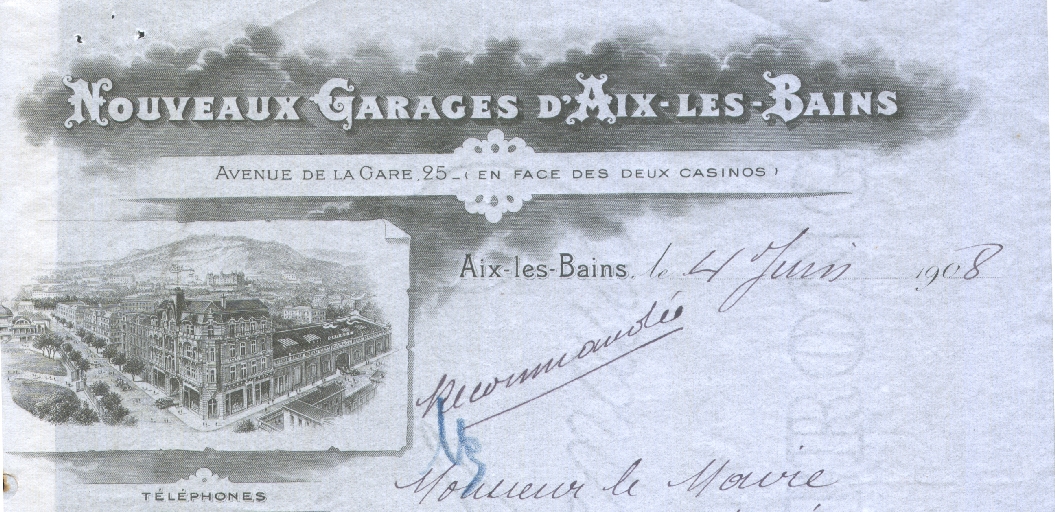 NOUVEAUX GARAGES D'AIX-LES-BAINS
AVENUE DE LA GARE, 25 - ( EN FACE DES DEUX CASINOS )
Aix-les-Bains, le 4 Juin 1908
Recommandée
Monsieur le Maire
TÉLÉPHONES